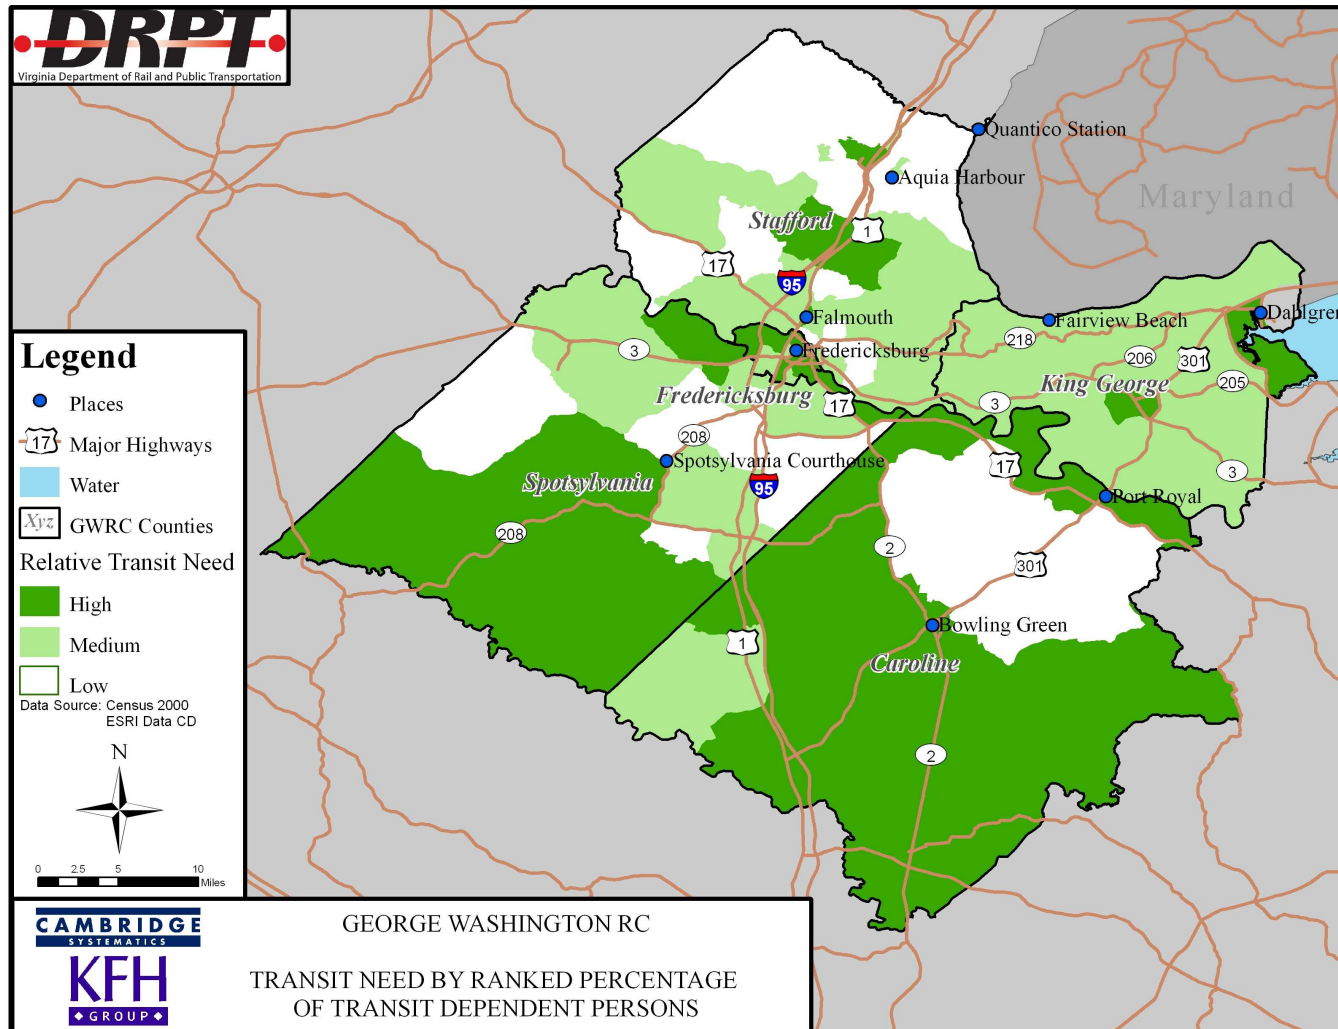 DRPT
Virginia Department of Rail and Public Transportation
Quantico Station
Aquia Harbour
Maryland
Stafford
1
17
95
Falmouth
Fairview Beach
Dahlgren
218
3
Fredericksburg
206
301
King George
205
Fredericksburg
17
3
208
Spotsylvania Courthouse
17
3
Spotsylvania
95
Port Royal
208
2
301
Bowling Green
1
Caroline
2
Legend
Places
17 Major Highways
Water
Xyz GWRC Counties
Relative Transit Need
High
Medium
Low
Data Source: Census 2000
ESRI Data CD
N
0 2.5 5 10
Miles
CAMBRIDGE
SYSTEMATICS
KFH
GROUP
GEORGE WASHINGTON RC
TRANSIT NEED BY RANKED PERCENTAGE
OF TRANSIT DEPENDENT PERSONS